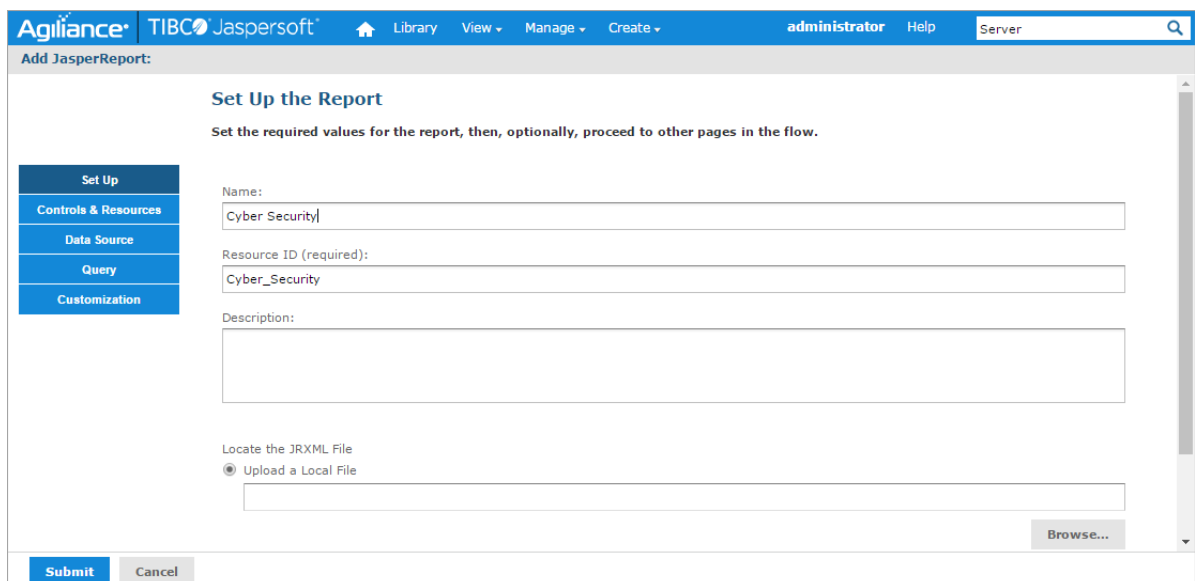 Agiliance TIBCO Jaspersoft Library View Manage Create administrator Help Server
Add JasperReport:
Set Up the Report
Set the required values for the report, then, optionally, proceed to other pages in the flow.
Set Up
Controls & Resources
Data Source
Query
Customization
Name:
Cyber Security
Resource ID (required):
Cyber_Security
Description:
Locate the JRXML File
Upload a Local File
Browse...
Submit Cancel